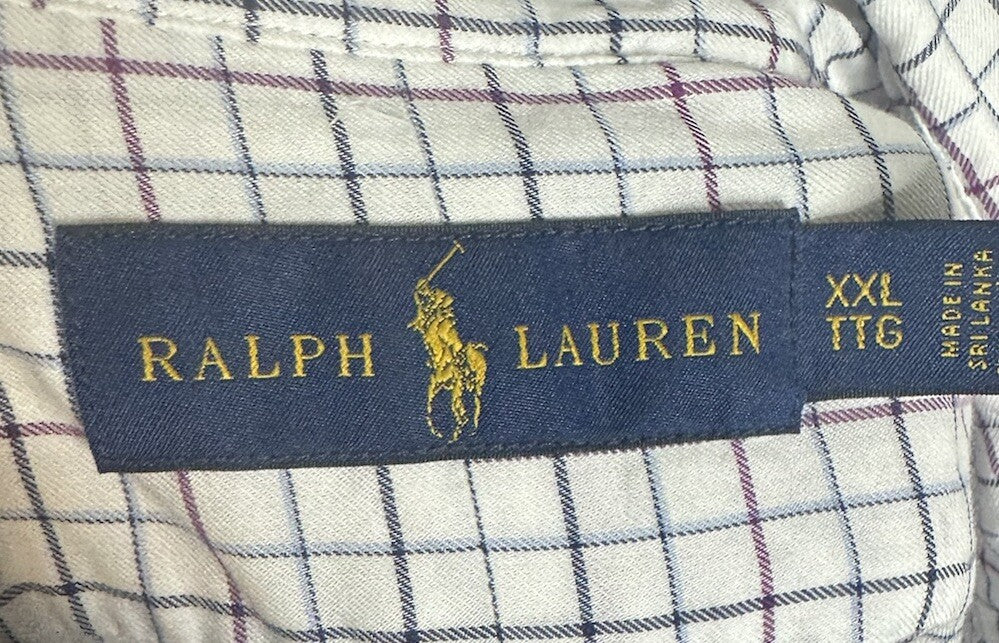 RALPH LAUREN
XXL
TTG
MADE IN
SRI LANKA